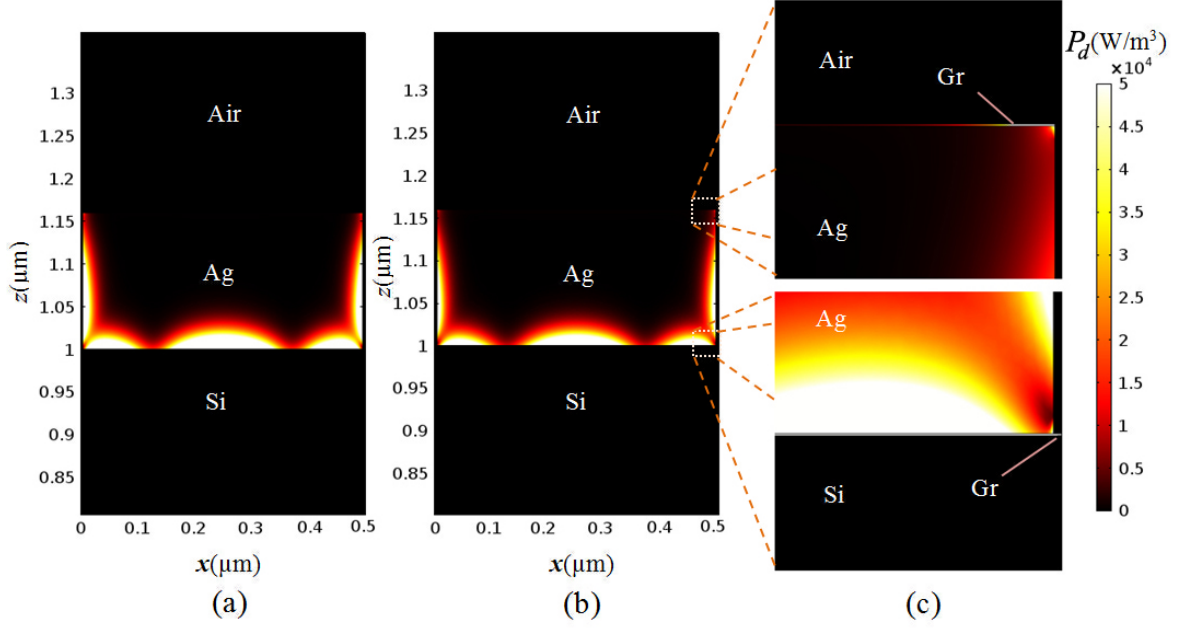 1.3
1.25
1.2
1.15
1.1
1.05
1
0.95
0.9
0.85
z(μm)
Air
Ag
Si
0 0.1 0.2 0.3 0.4 0.5
x(μm)
(a)
1.3
1.25
1.2
1.15
1.1
1.05
1
0.95
0.9
0.85
z(μm)
Air
Ag
Si
0 0.1 0.2 0.3 0.4 0.5
x(μm)
(b)
Air
Gr
Ag
Ag
Si
Gr
(c)
Pd(W/m³)
×10⁴
5
4.5
4
3.5
3
2.5
2
1.5
1
0.5
0